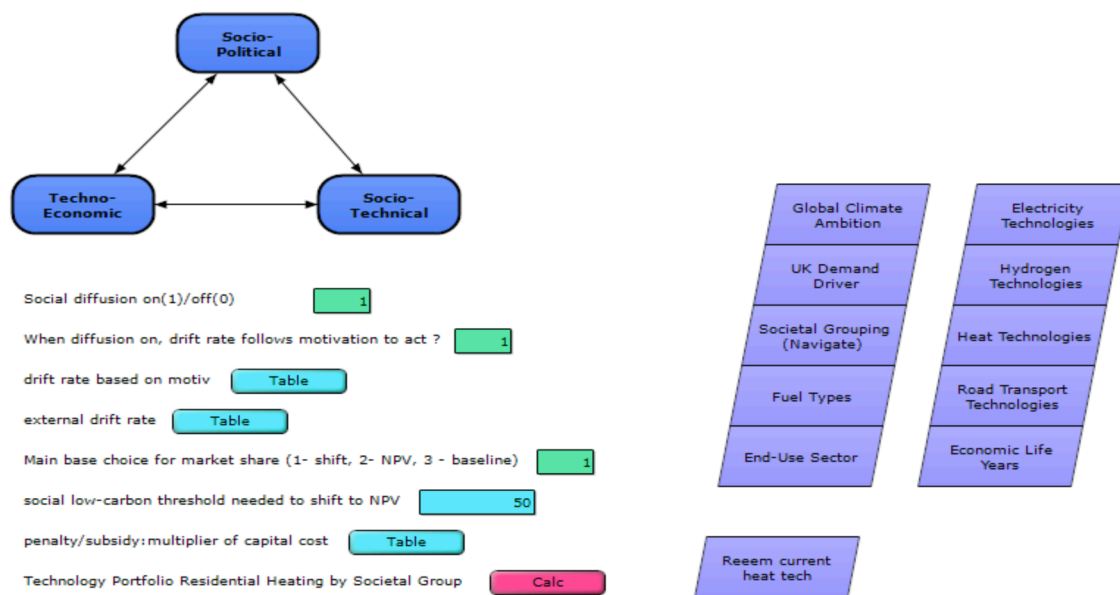 Socio-
Political
Techno-
Economic
Socio-
Technical
Social diffusion on(1)/off(0)
1
When diffusion on, drift rate follows motivation to act ?
1
drift rate based on motiv
Table
external drift rate
Table
Main base choice for market share (1- shift, 2- NPV, 3 - baseline)
1
social low-carbon threshold needed to shift to NPV
50
penalty/subsidy:multiplier of capital cost
Table
Technology Portfolio Residential Heating by Societal Group
Calc
Global Climate
Ambition
UK Demand
Driver
Societal Grouping
(Navigate)
Fuel Types
End-Use Sector
Electricity
Technologies
Hydrogen
Technologies
Heat Technologies
Road Transport
Technologies
Economic Life
Years
Reeem current
heat tech